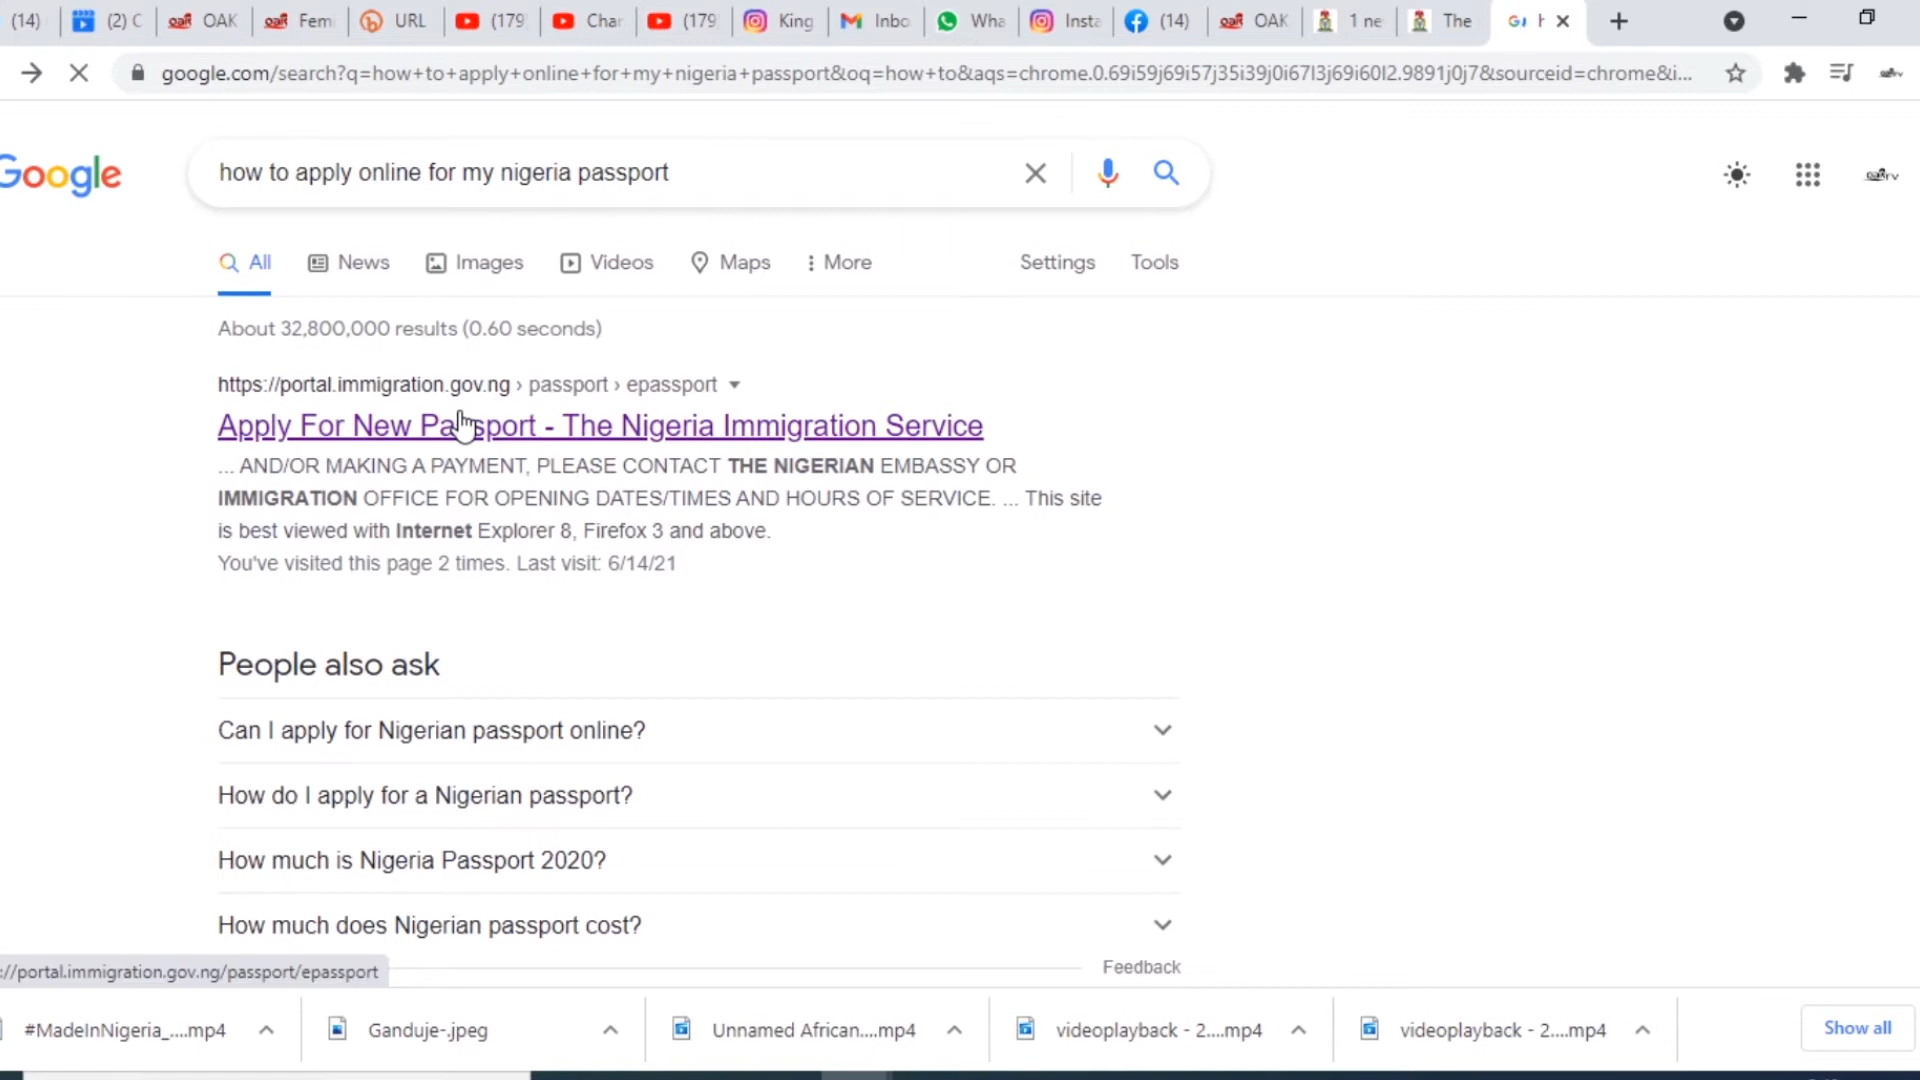 (14) (2) C OAK Fem URL (179 Char (179 King Inbo Wha Insta (14) OAK 1 ne The
google.com/search?q=how+to+apply+online+for+my+nigeria+passport&oq=how+to&aqs=chrome.0.69i59j69i57j35i39j0i67l3j69i60l2.9891j0j7&sourceid=chrome&i...
Google how to apply online for my nigeria passport
All News Images Videos Maps More Settings Tools
About 32,800,000 results (0.60 seconds)
https://portal.immigration.gov.ng › passport › epassport
Apply For New Passport - The Nigeria Immigration Service
... AND/OR MAKING A PAYMENT, PLEASE CONTACT THE NIGERIAN EMBASSY OR
IMMIGRATION OFFICE FOR OPENING DATES/TIMES AND HOURS OF SERVICE. ... This site
is best viewed with Internet Explorer 8, Firefox 3 and above.
You've visited this page 2 times. Last visit: 6/14/21
People also ask
Can I apply for Nigerian passport online?
How do I apply for a Nigerian passport?
How much is Nigeria Passport 2020?
How much does Nigerian passport cost?
://portal.immigration.gov.ng/passport/epassport Feedback
#MadeInNigeria_....mp4 Ganduje-.jpeg Unnamed African....mp4 videoplayback - 2....mp4 videoplayback - 2....mp4 Show all